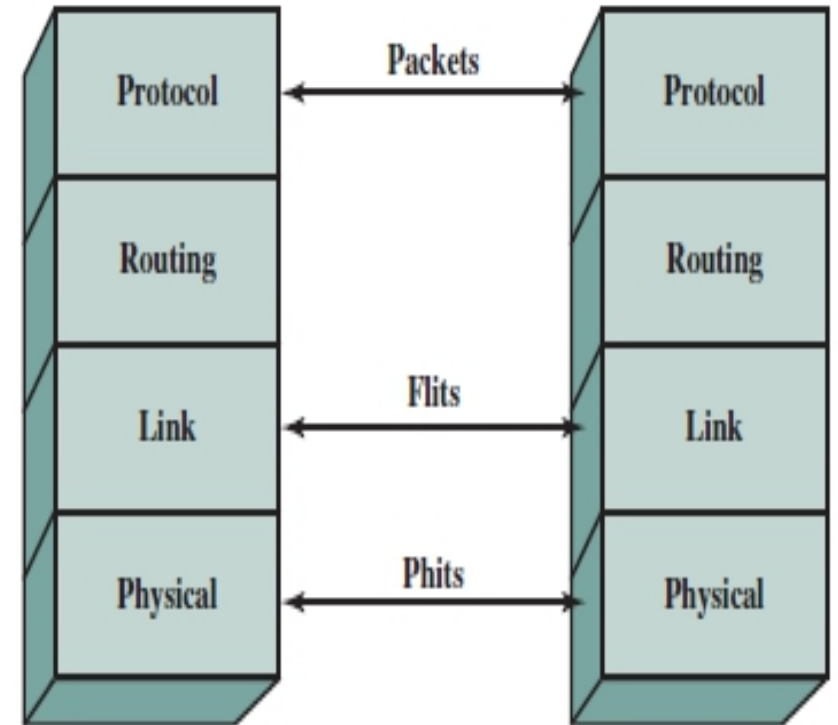 Packets
Protocol
Protocol
Routing
Routing
Flits
Link
Link
Phits
Physical
Physical